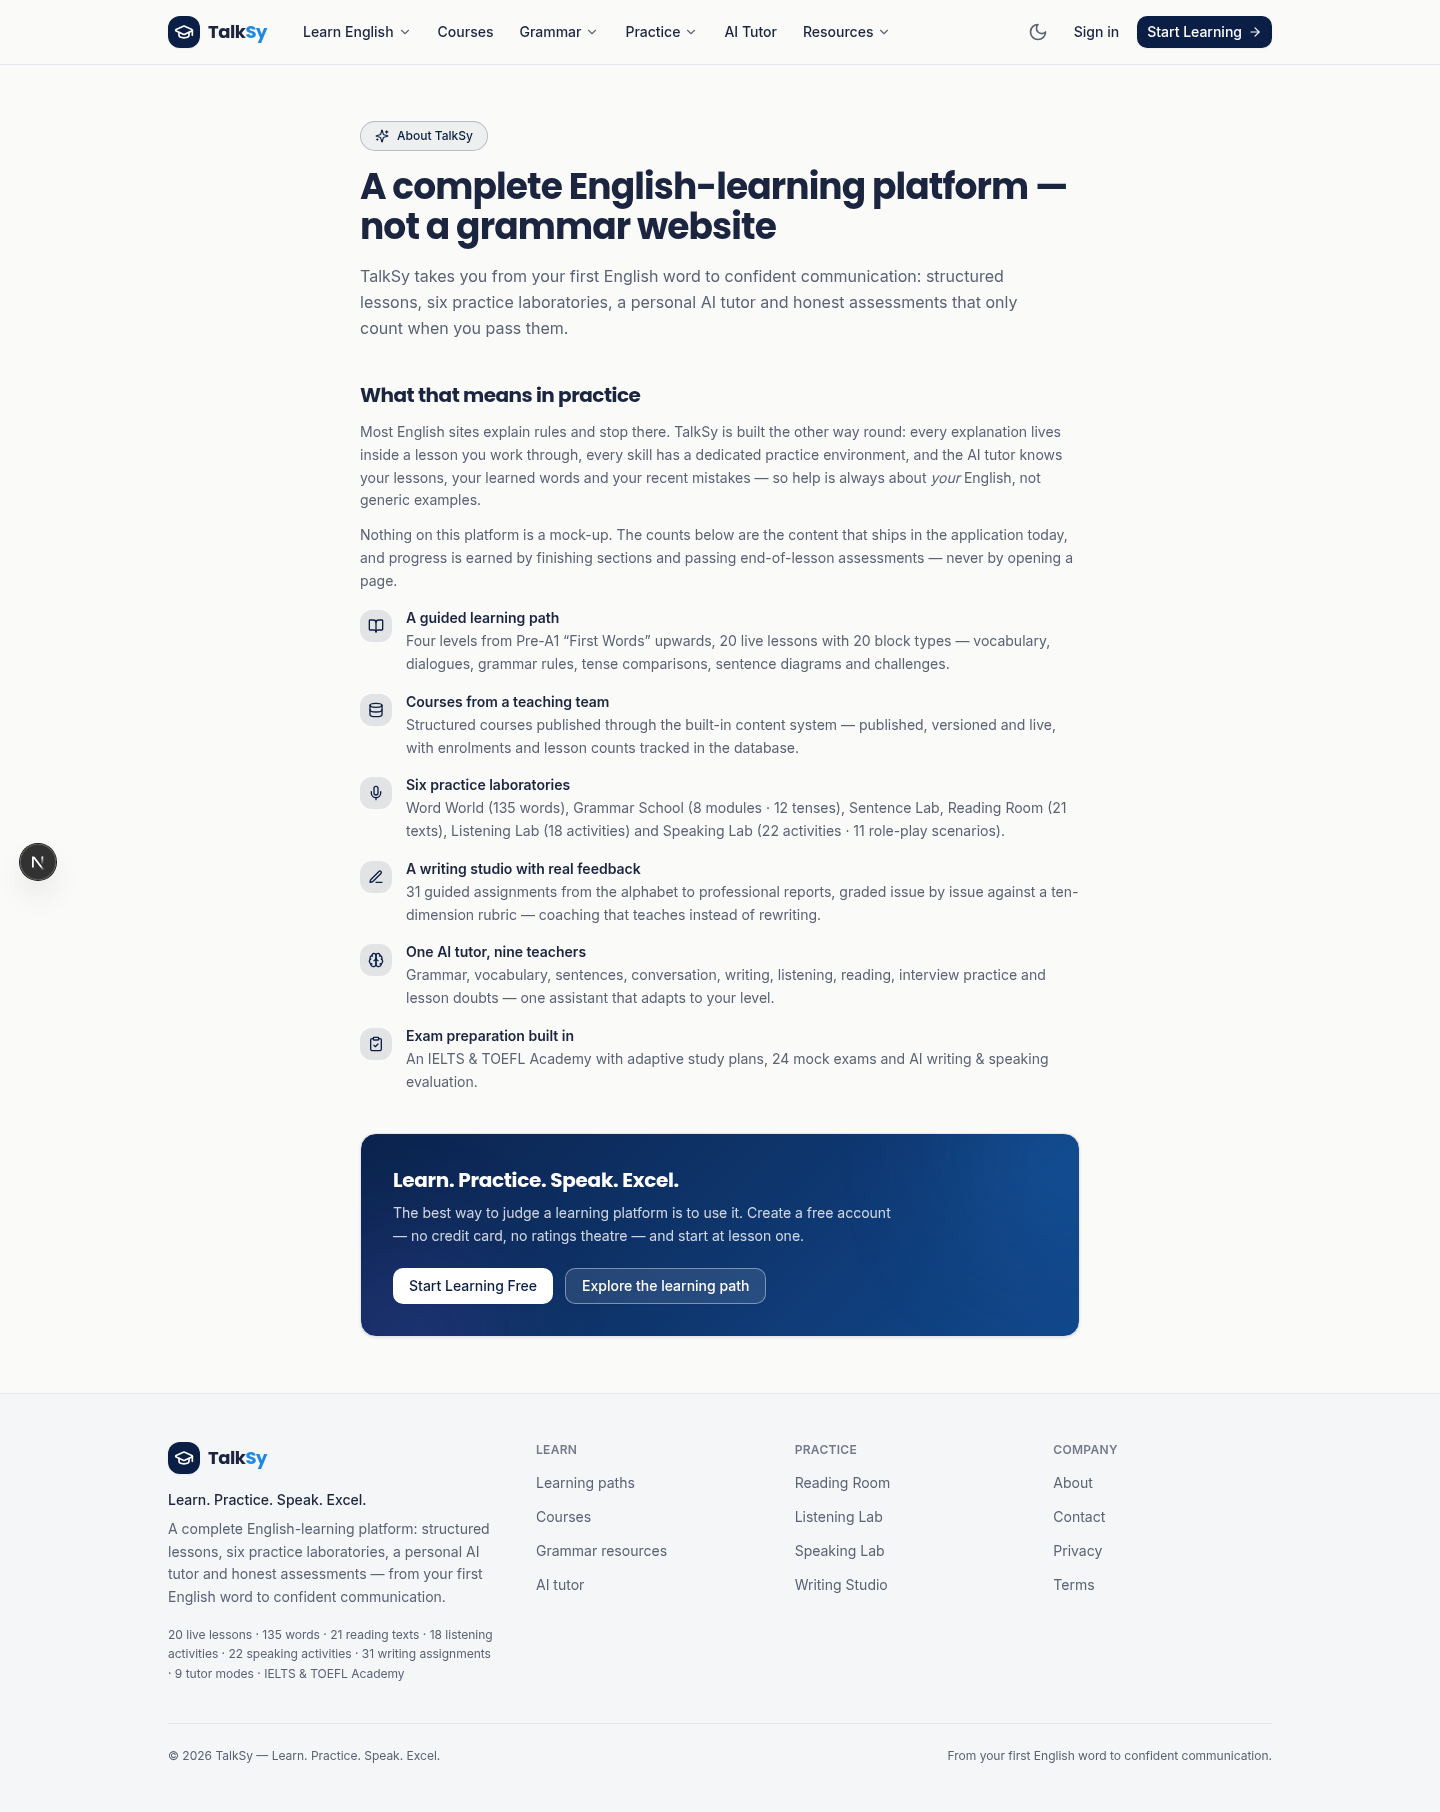 TalkSy
Learn English
Courses
Grammar
Practice
AI Tutor
Resources
Sign in
Start Learning
About TalkSy
A complete English-learning platform —
not a grammar website
TalkSy takes you from your first English word to confident communication: structured
lessons, six practice laboratories, a personal AI tutor and honest assessments that only
count when you pass them.
What that means in practice
Most English sites explain rules and stop there. TalkSy is built the other way round: every explanation lives
inside a lesson you work through, every skill has a dedicated practice environment, and the AI tutor knows
your lessons, your learned words and your recent mistakes — so help is always about your English, not
generic examples.
Nothing on this platform is a mock-up. The counts below are the content that ships in the application today,
and progress is earned by finishing sections and passing end-of-lesson assessments — never by opening a
page.
A guided learning path
Four levels from Pre-A1 “First Words” upwards, 20 live lessons with 20 block types — vocabulary,
dialogues, grammar rules, tense comparisons, sentence diagrams and challenges.
Courses from a teaching team
Structured courses published through the built-in content system — published, versioned and live,
with enrolments and lesson counts tracked in the database.
Six practice laboratories
Word World (135 words), Grammar School (8 modules · 12 tenses), Sentence Lab, Reading Room (21
texts), Listening Lab (18 activities) and Speaking Lab (22 activities · 11 role-play scenarios).
A writing studio with real feedback
31 guided assignments from the alphabet to professional reports, graded issue by issue against a ten-
dimension rubric — coaching that teaches instead of rewriting.
One AI tutor, nine teachers
Grammar, vocabulary, sentences, conversation, writing, listening, reading, interview practice and
lesson doubts — one assistant that adapts to your level.
Exam preparation built in
An IELTS & TOEFL Academy with adaptive study plans, 24 mock exams and AI writing & speaking
evaluation.
Learn. Practice. Speak. Excel.
The best way to judge a learning platform is to use it. Create a free account
— no credit card, no ratings theatre — and start at lesson one.
Start Learning Free
Explore the learning path
N
TalkSy
Learn. Practice. Speak. Excel.
A complete English-learning platform: structured
lessons, six practice laboratories, a personal AI
tutor and honest assessments — from your first
English word to confident communication.
20 live lessons · 135 words · 21 reading texts · 18 listening
activities · 22 speaking activities · 31 writing assignments
· 9 tutor modes · IELTS & TOEFL Academy
LEARN
Learning paths
Courses
Grammar resources
AI tutor
PRACTICE
Reading Room
Listening Lab
Speaking Lab
Writing Studio
COMPANY
About
Contact
Privacy
Terms
© 2026 TalkSy — Learn. Practice. Speak. Excel.
From your first English word to confident communication.